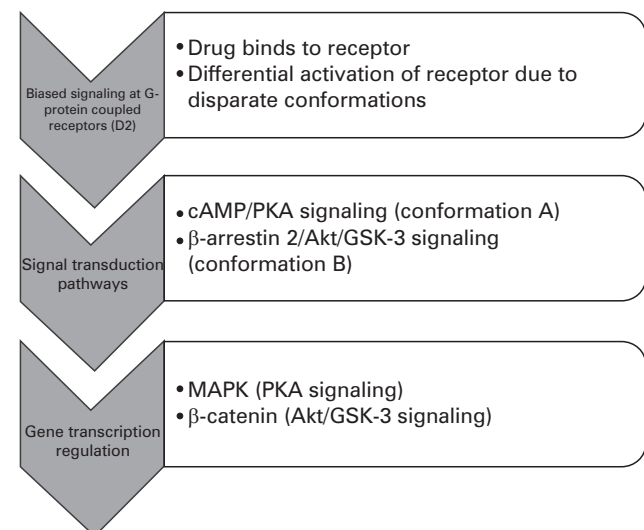 Biased signaling at G-
protein coupled
receptors (D2)
• Drug binds to receptor
• Differential activation of receptor due to
disparate conformations
Signal transduction
pathways
• cAMP/PKA signaling (conformation A)
• β-arrestin 2/Akt/GSK-3 signaling
(conformation B)
Gene transcription
regulation
• MAPK (PKA signaling)
• β-catenin (Akt/GSK-3 signaling)